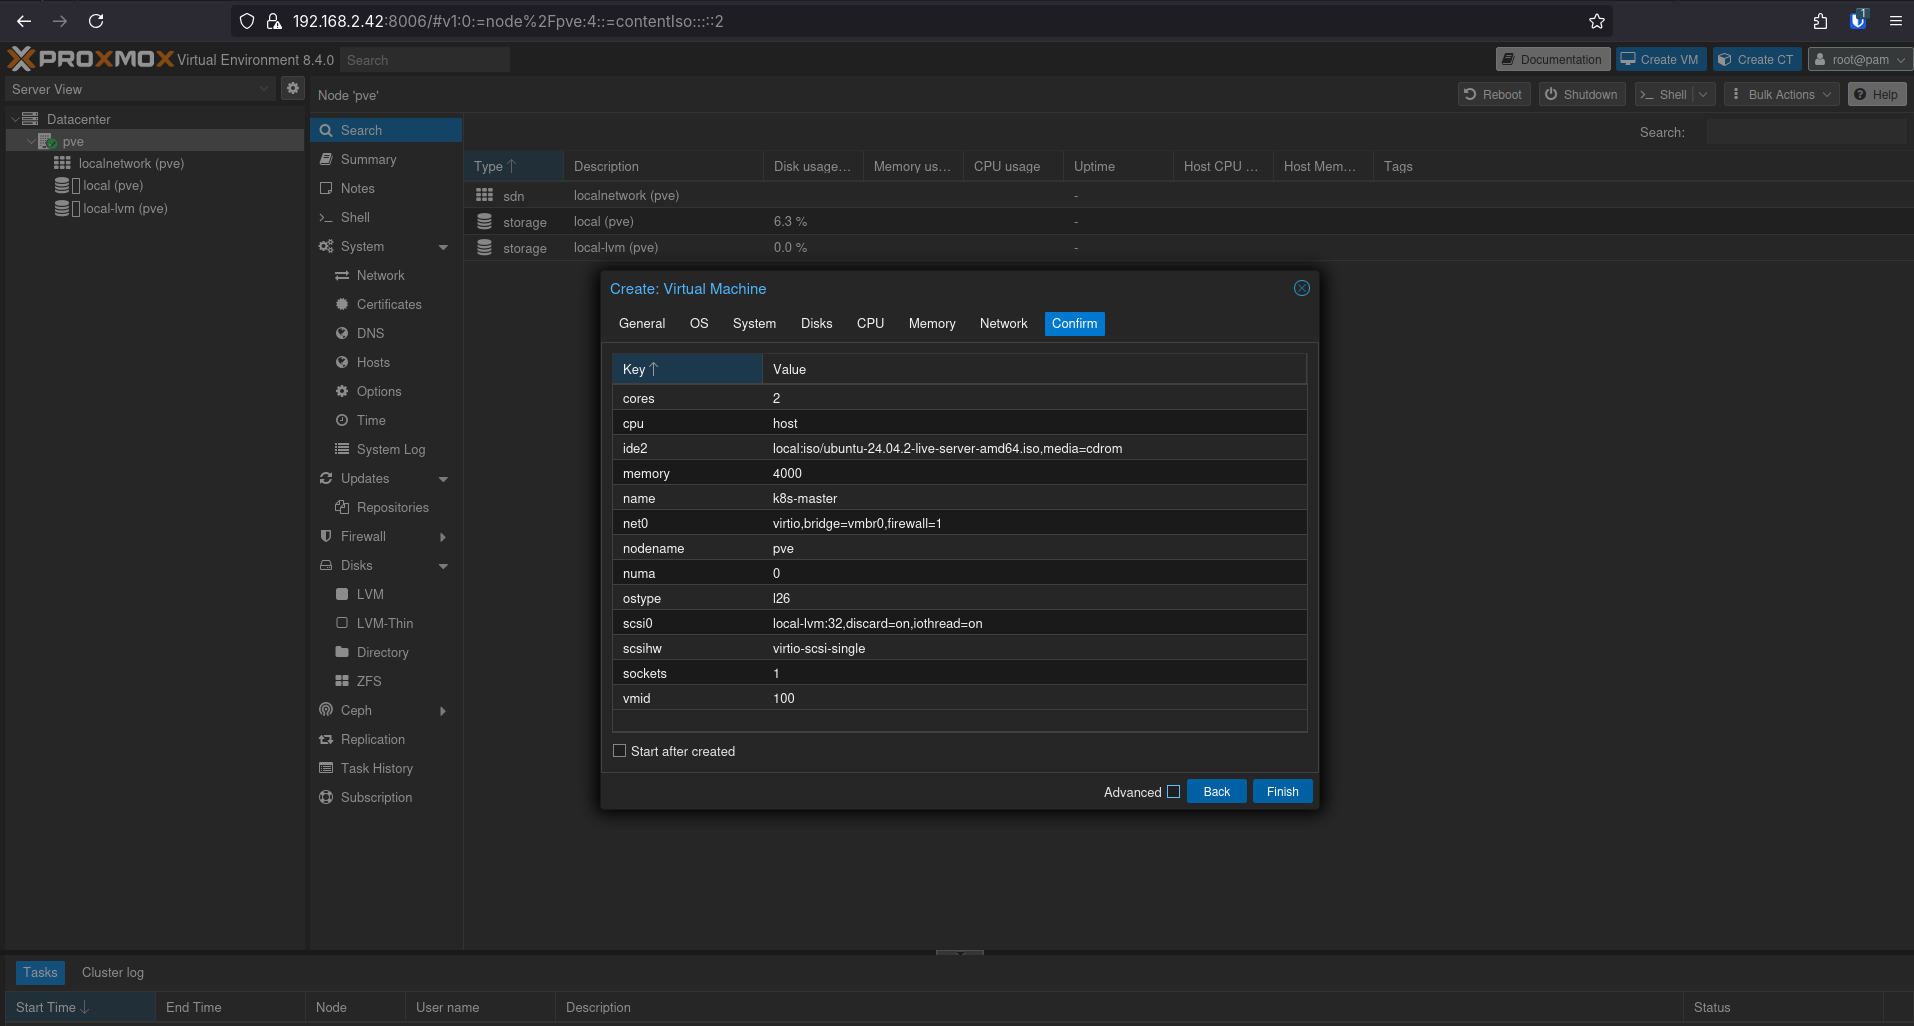 192.168.2.42:8006/#v1:0:=node%2Fpve:4::=contentIso:::::2
1
PROXMOX Virtual Environment 8.4.0 Search Documentation Create VM Create CT root@pam
Server View
Node 'pve' Reboot Shutdown Shell Bulk Actions Help
Datacenter
pve
localnetwork (pve)
local (pve)
local-lvm (pve)
Search
Summary
Notes
Shell
System
Network
Certificates
DNS
Hosts
Options
Time
System Log
Updates
Repositories
Firewall
Disks
LVM
LVM-Thin
Directory
ZFS
Ceph
Replication
Task History
Subscription
Search:
Type Description Disk usage... Memory us... CPU usage Uptime Host CPU ... Host Mem... Tags
sdn localnetwork (pve) -
storage local (pve) 6.3 % -
storage local-lvm (pve) 0.0 % -
Create: Virtual Machine
General OS System Disks CPU Memory Network Confirm
Key Value
cores 2
cpu host
ide2 local:iso/ubuntu-24.04.2-live-server-amd64.iso,media=cdrom
memory 4000
name k8s-master
net0 virtio,bridge=vmbr0,firewall=1
nodename pve
numa 0
ostype l26
scsi0 local-lvm:32,discard=on,iothread=on
scsihw virtio-scsi-single
sockets 1
vmid 100
Start after created
Advanced Back Finish
Tasks Cluster log
Start Time End Time Node User name Description Status